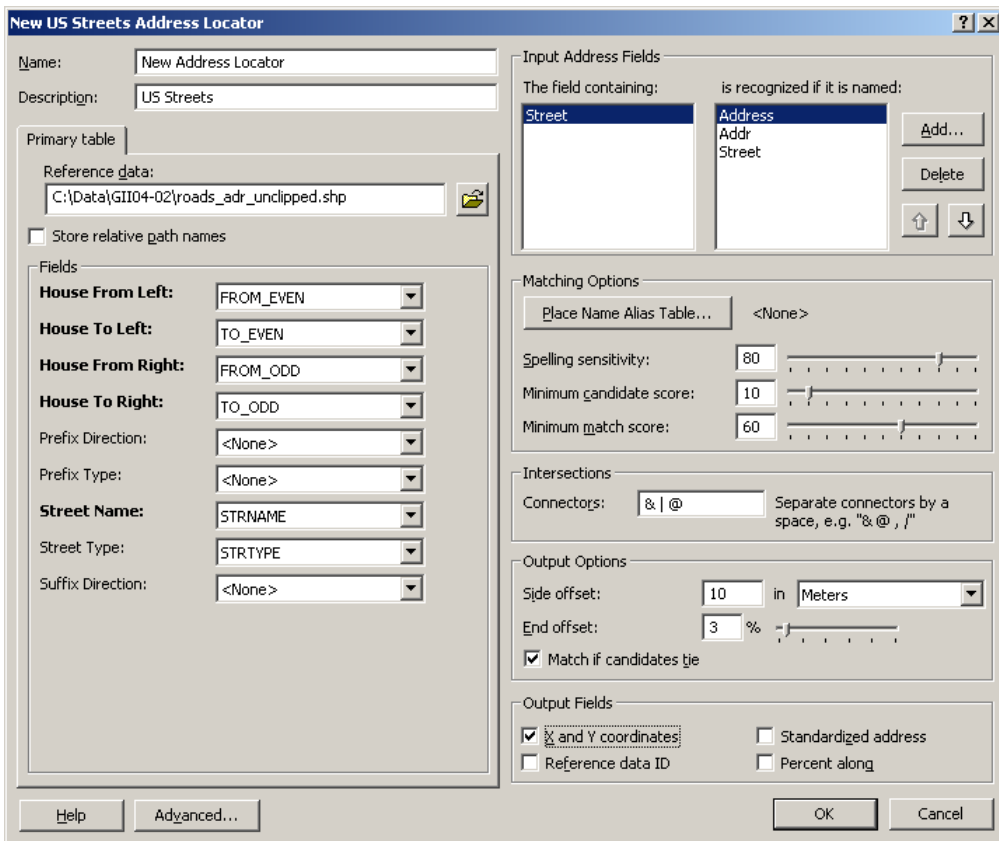 New US Streets Address Locator
Name: New Address Locator
Description: US Streets
Primary table
Reference data:
C:\Data\GII04-02\roads_adr_unclipped.shp
Store relative path names
Fields
House From Left: FROM_EVEN
House To Left: TO_EVEN
House From Right: FROM_ODD
House To Right: TO_ODD
Prefix Direction: <None>
Prefix Type: <None>
Street Name: STRNAME
Street Type: STRTYPE
Suffix Direction: <None>
Help Advanced...
Input Address Fields
The field containing: is recognized if it is named:
Street Address
Addr
Street
Add...
Delete
Matching Options
Place Name Alias Table... <None>
Spelling sensitivity: 80
Minimum candidate score: 10
Minimum match score: 60
Intersections
Connectors: & | @ Separate connectors by a
space, e.g. "& @ , /"
Output Options
Side offset: 10 in Meters
End offset: 3 %
Match if candidates tie
Output Fields
X and Y coordinates Standardized address
Reference data ID Percent along
OK Cancel